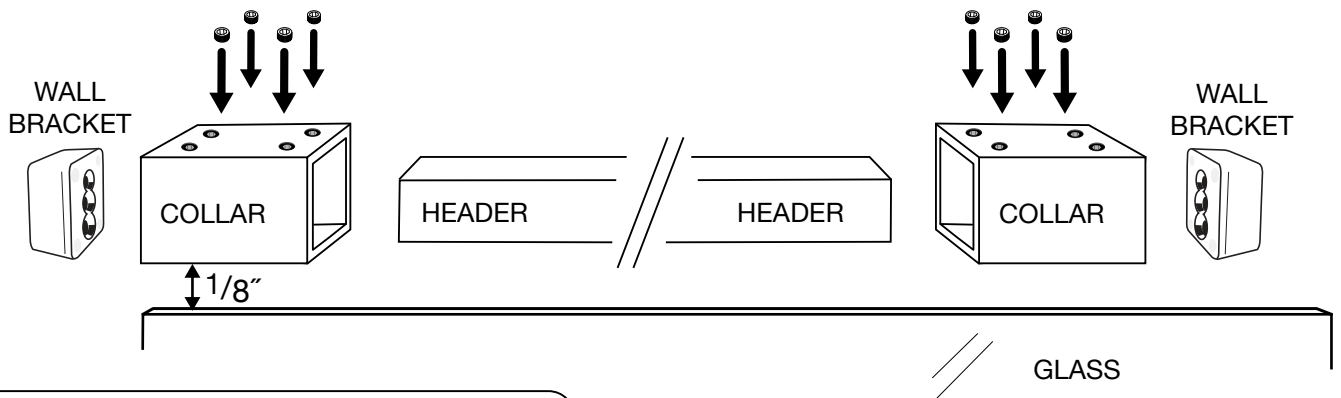 WALL
BRACKET
WALL
BRACKET
COLLAR
HEADER
HEADER
COLLAR
1/8″
GLASS